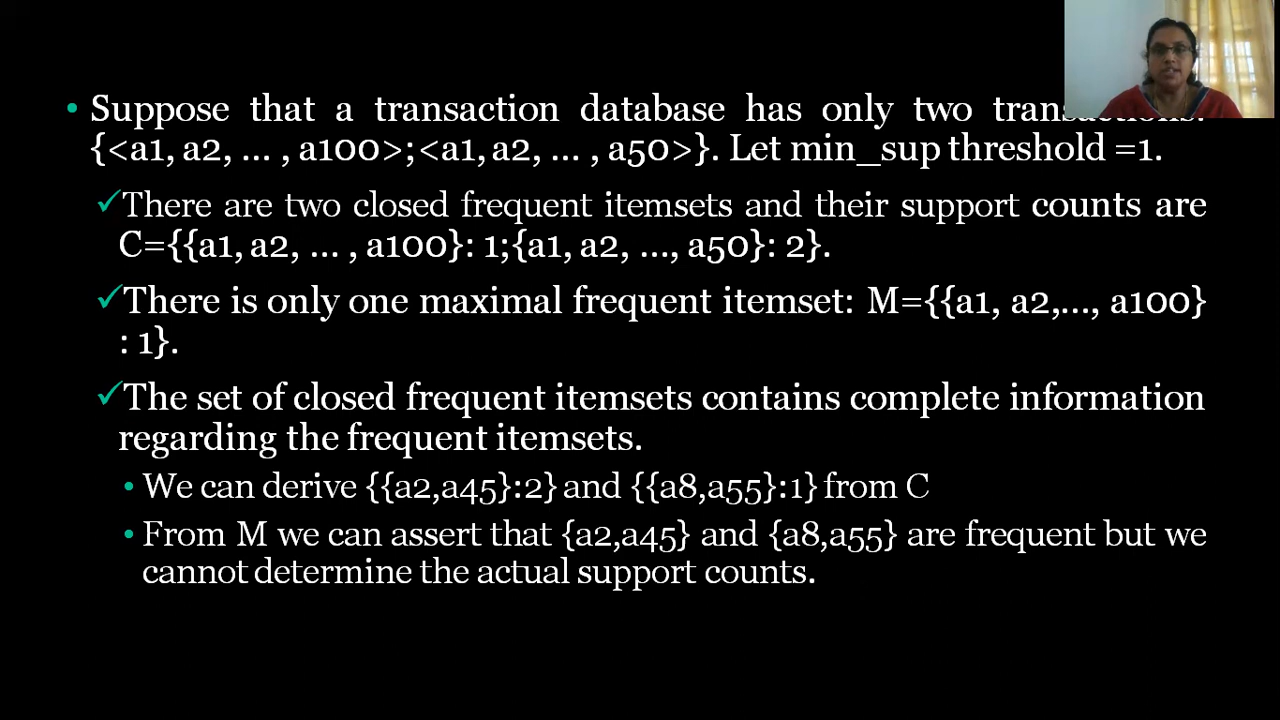 • Suppose that a transaction database has only two transactions:
{<a1, a2, … , a100>;<a1, a2, … , a50>}. Let min_sup threshold =1.
✓There are two closed frequent itemsets and their support counts are
C={{a1, a2, … , a100}: 1;{a1, a2, …, a50}: 2}.
✓There is only one maximal frequent itemset: M={{a1, a2,…, a100}
: 1}.
✓The set of closed frequent itemsets contains complete information
regarding the frequent itemsets.
• We can derive {{a2,a45}:2} and {{a8,a55}:1} from C
• From M we can assert that {a2,a45} and {a8,a55} are frequent but we
cannot determine the actual support counts.